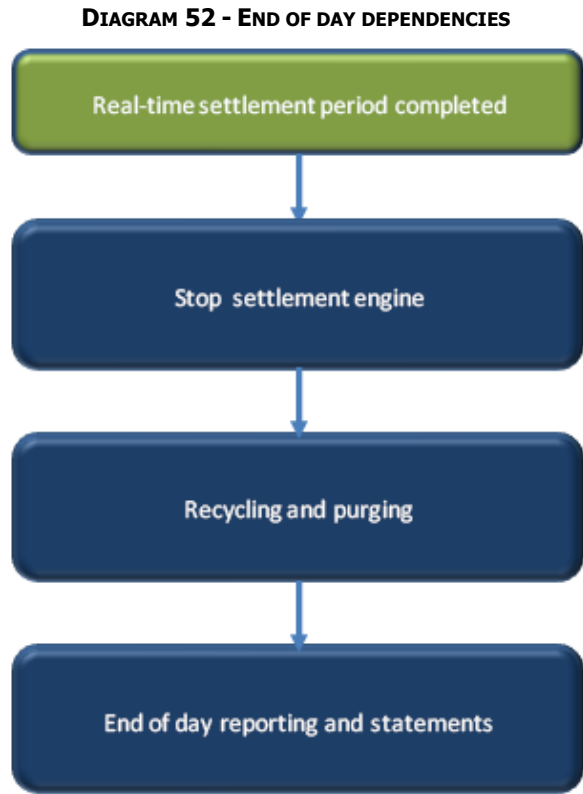 DIAGRAM 52 - END OF DAY DEPENDENCIES
Real-time settlement period completed
Stop settlement engine
Recycling and purging
End of day reporting and statements